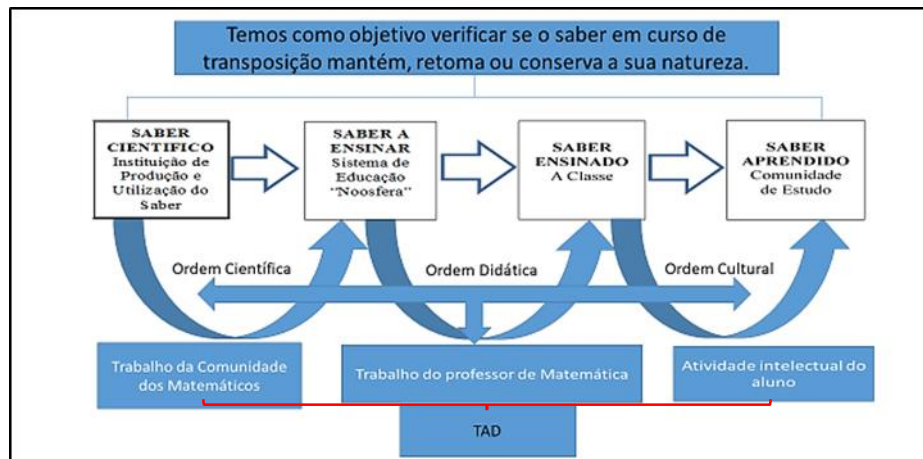 Temos como objetivo verificar se o saber em curso de
transposição mantém, retoma ou conserva a sua natureza.
SABER
CIENTIFICO
Instituição de
Produção e
Utilização do
Saber
SABER A
ENSINAR
Sistema de
Educação
"Noosfera"
SABER
ENSINADO
A Classe
SABER
APRENDIDO
Comunidade
de Estudo
Ordem Científica
Ordem Didática
Ordem Cultural
Trabalho da Comunidade
dos Matemáticos
Trabalho do professor de Matemática
Atividade intelectual do
aluno
TAD